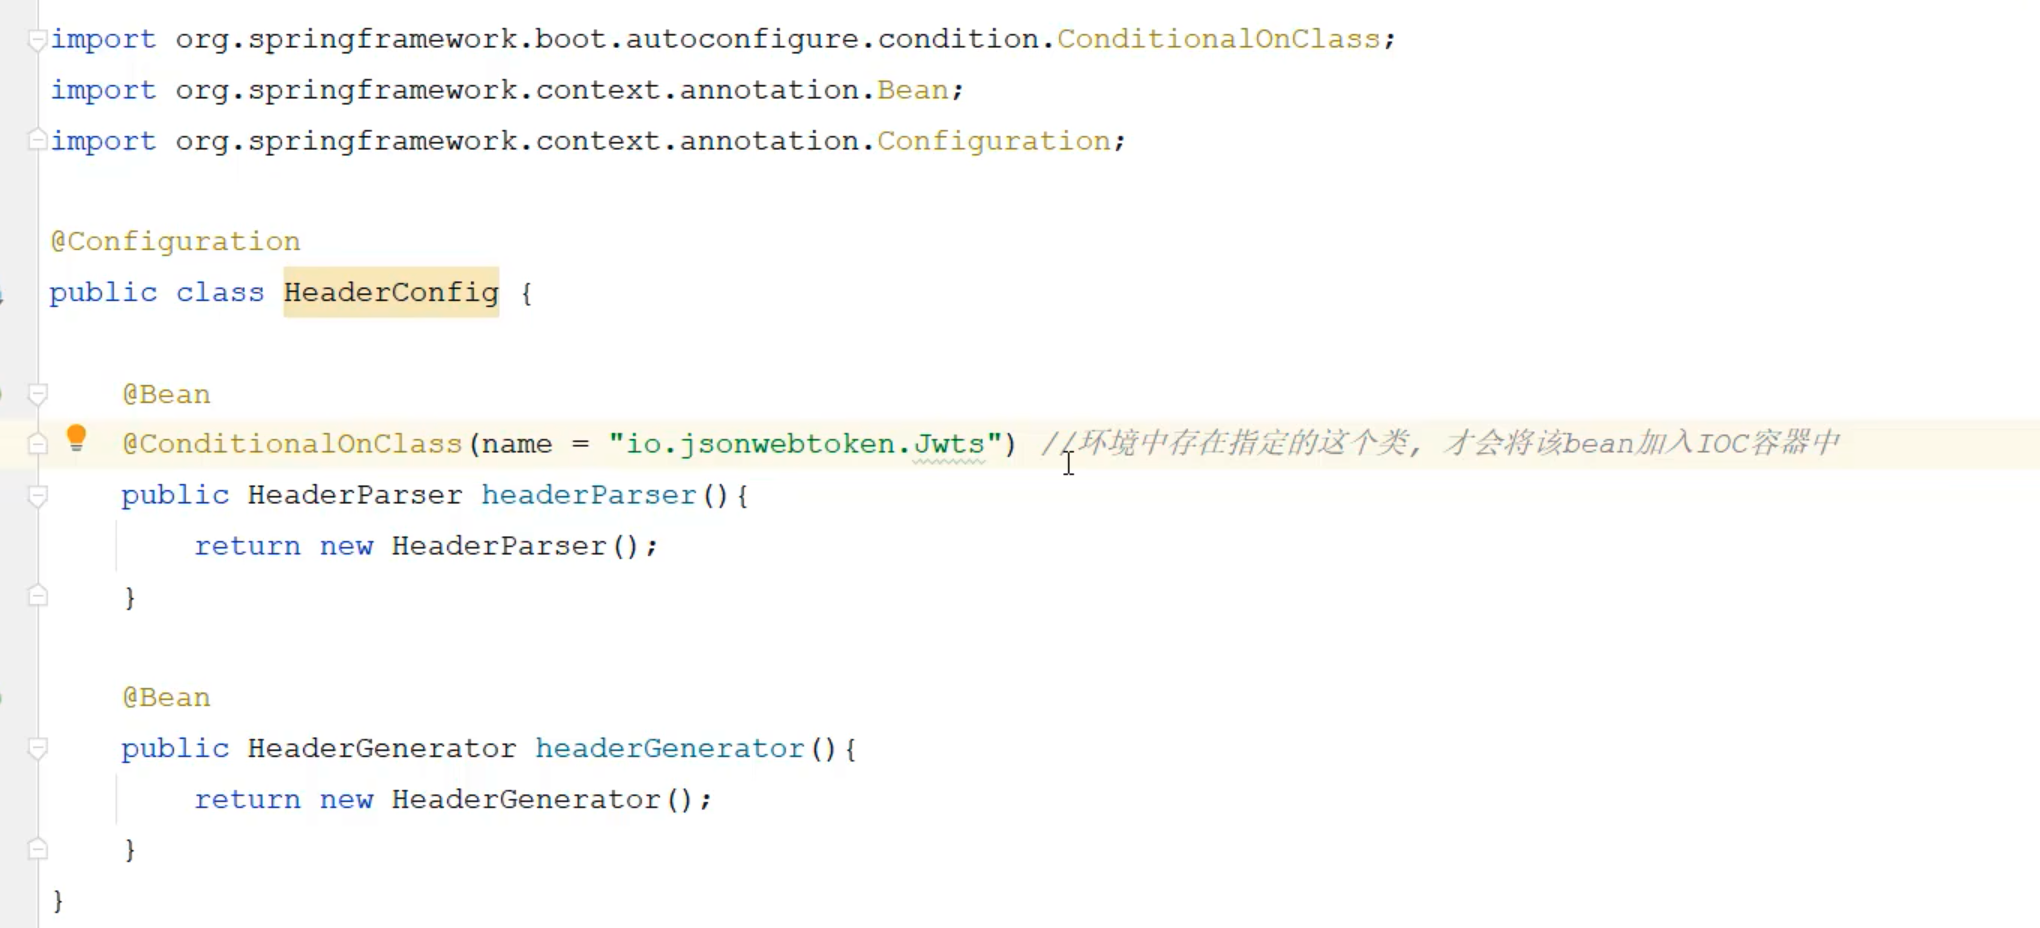 import org.springframework.boot.autoconfigure.condition.ConditionalOnClass;
import org.springframework.context.annotation.Bean;
import org.springframework.context.annotation.Configuration;
@Configuration
public class HeaderConfig {
@Bean
@ConditionalOnClass(name = "io.jsonwebtoken.Jwts") //环境中存在指定的这个类，才会将该bean加入IOC容器中
public HeaderParser headerParser(){
return new HeaderParser();
}
@Bean
public HeaderGenerator headerGenerator(){
return new HeaderGenerator();
}
}